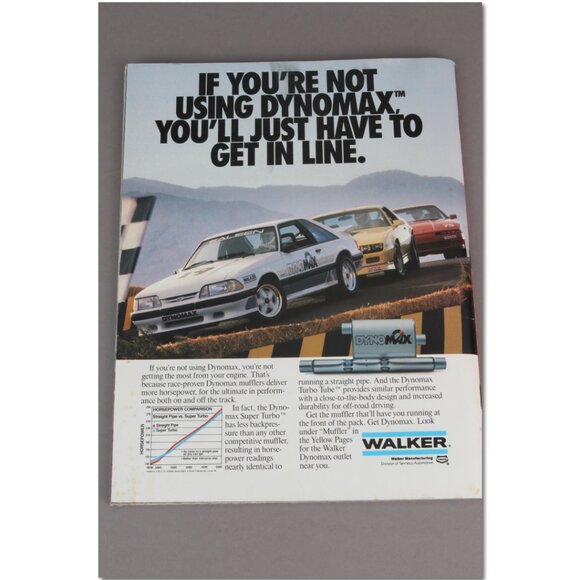 IF YOU'RE NOT
USING DYNOMAX,™
YOU'LL JUST HAVE TO
GET IN LINE.
SALEEN
DYNOMAX
DYNOMAX
DYNOMAX
If you're not using Dynomax, you're not
getting the most from your engine. That's
because race-proven Dynomax mufflers deliver
more horsepower, for the ultimate in perform-
ance both on and off the track.
HORSEPOWER COMPARISON
Straight Pipe vs. Super Turbo
Straight Pipe
Super Turbo
HORSEPOWER
In fact, the Dyno-
max Super Turbo™
has less backpres-
sure than any other
competitive muffler,
resulting in horse-
power readings
nearly identical to
running a straight pipe. And the Dynomax
Turbo Tube™ provides similar performance
with a close-to-the-body design and increased
durability for off-road driving.
Get the muffler that'll have you running at
the front of the pack. Get Dynomax. Look
under "Muffler" in
the Yellow Pages
for the Walker
Dynomax outlet
near you.
WALKER®
Walker Manufacturing
Division of Tenneco Automotive